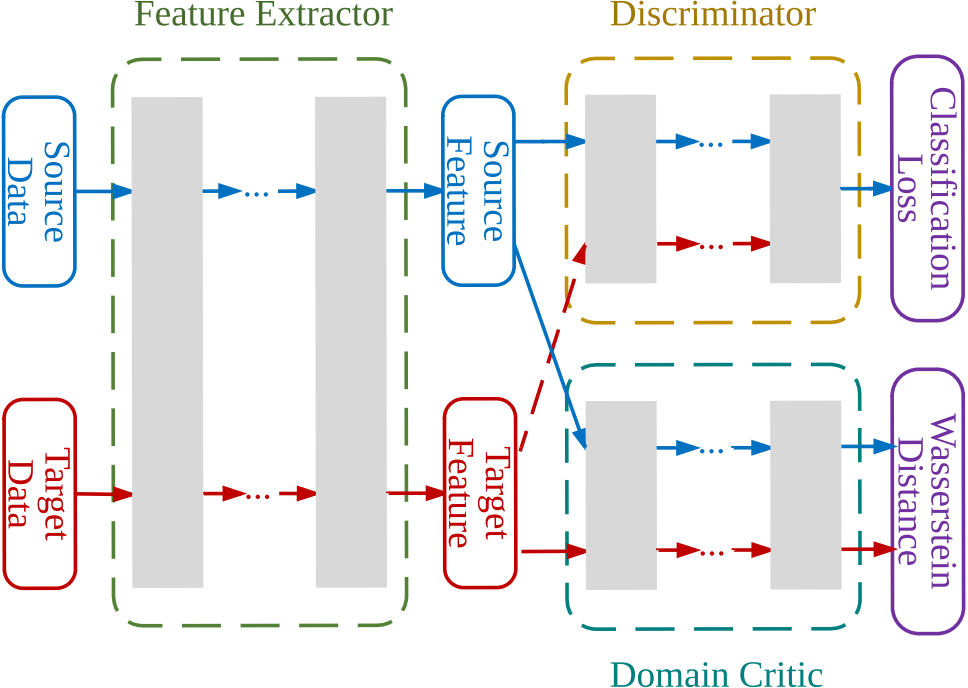 Feature Extractor
Discriminator
Source
Data
Source
Feature
Classification
Loss
...
...
...
Target
Data
Target
Feature
Wasserstein
Distance
...
...
...
Domain Critic